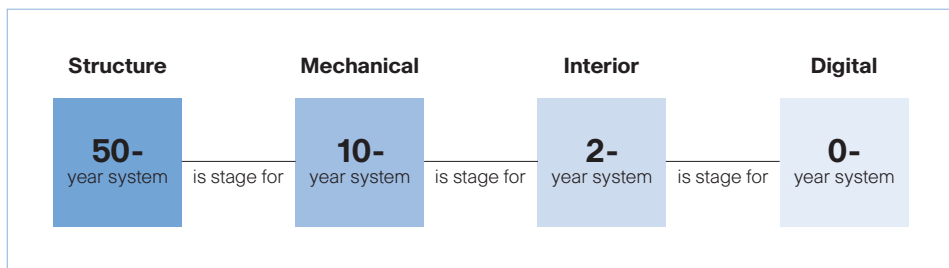 Structure Mechanical Interior Digital
50- 10- 2- 0-
year system is stage for year system is stage for year system is stage for year system